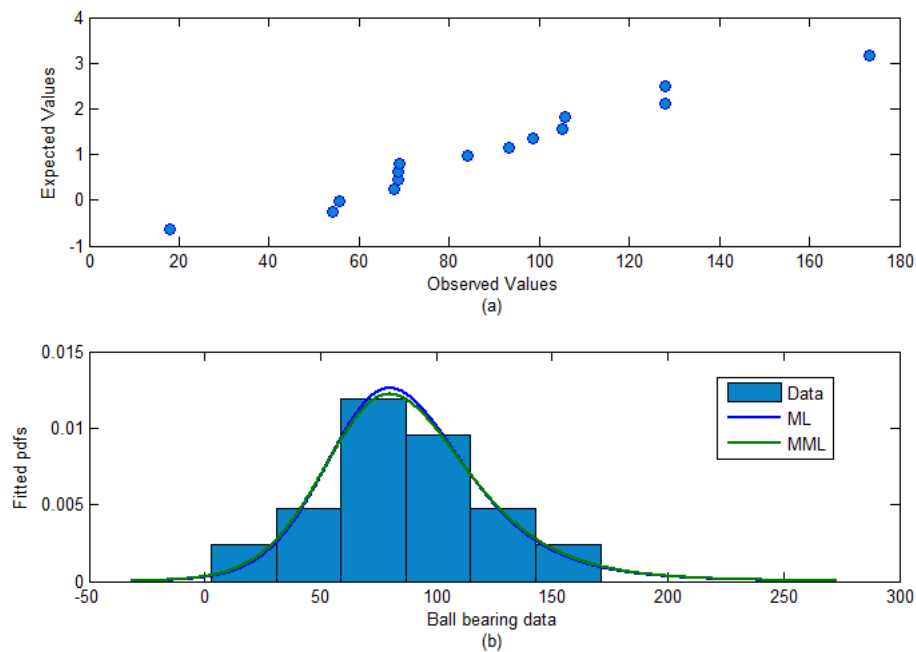 4
3
2
1
0
-1
Expected Values
0 20 40 60 80 100 120 140 160 180
Observed Values
(a)
0.015
0.01
0.005
0
Fitted pdfs
Data
ML
MML
-50 0 50 100 150 200 250 300
Ball bearing data
(b)